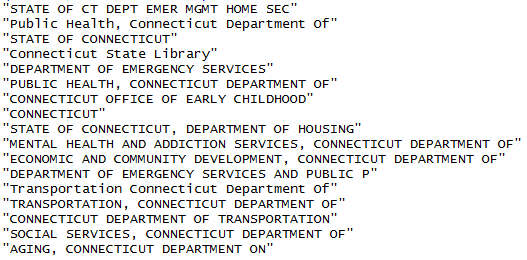 "STATE OF CT DEPT EMER MGMT HOME SEC"
"Public Health, Connecticut Department Of"
"STATE OF CONNECTICUT"
"Connecticut State Library"
"DEPARTMENT OF EMERGENCY SERVICES"
"PUBLIC HEALTH, CONNECTICUT DEPARTMENT OF"
"CONNECTICUT OFFICE OF EARLY CHILDHOOD"
"CONNECTICUT"
"STATE OF CONNECTICUT, DEPARTMENT OF HOUSING"
"MENTAL HEALTH AND ADDICTION SERVICES, CONNECTICUT DEPARTMENT OF"
"ECONOMIC AND COMMUNITY DEVELOPMENT, CONNECTICUT DEPARTMENT OF"
"DEPARTMENT OF EMERGENCY SERVICES AND PUBLIC P"
"Transportation Connecticut Department Of"
"TRANSPORTATION, CONNECTICUT DEPARTMENT OF"
"CONNECTICUT DEPARTMENT OF TRANSPORTATION"
"SOCIAL SERVICES, CONNECTICUT DEPARTMENT OF"
"AGING, CONNECTICUT DEPARTMENT ON"